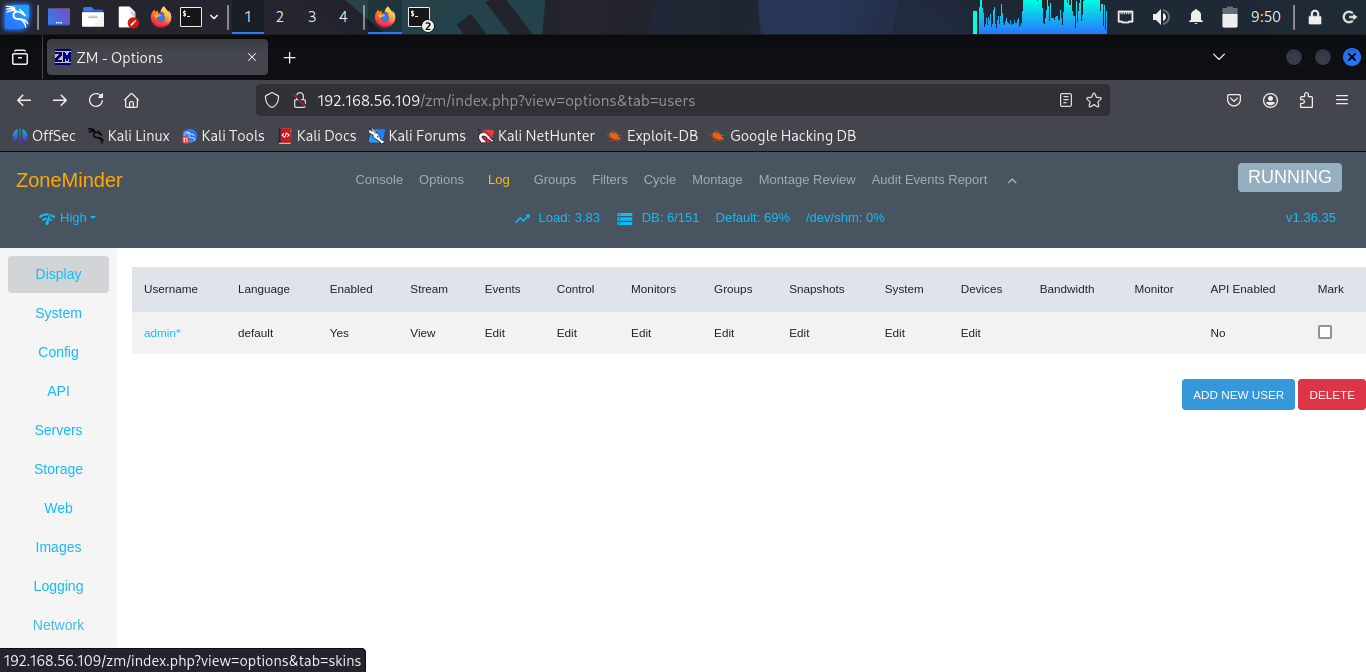 1 2 3 4 2 9:50
ZM ZM - Options
192.168.56.109/zm/index.php?view=options&tab=users
OffSec Kali Linux Kali Tools Kali Docs Kali Forums Kali NetHunter Exploit-DB Google Hacking DB
ZoneMinder Console Options Log Groups Filters Cycle Montage Montage Review Audit Events Report RUNNING
High Load: 3.83 DB: 6/151 Default: 69% /dev/shm: 0% v1.36.35
Display
System
Config
API
Servers
Storage
Web
Images
Logging
Network
Username Language Enabled Stream Events Control Monitors Groups Snapshots System Devices Bandwidth Monitor API Enabled Mark
admin* default Yes View Edit Edit Edit Edit Edit Edit Edit No
ADD NEW USER DELETE
192.168.56.109/zm/index.php?view=options&tab=skins